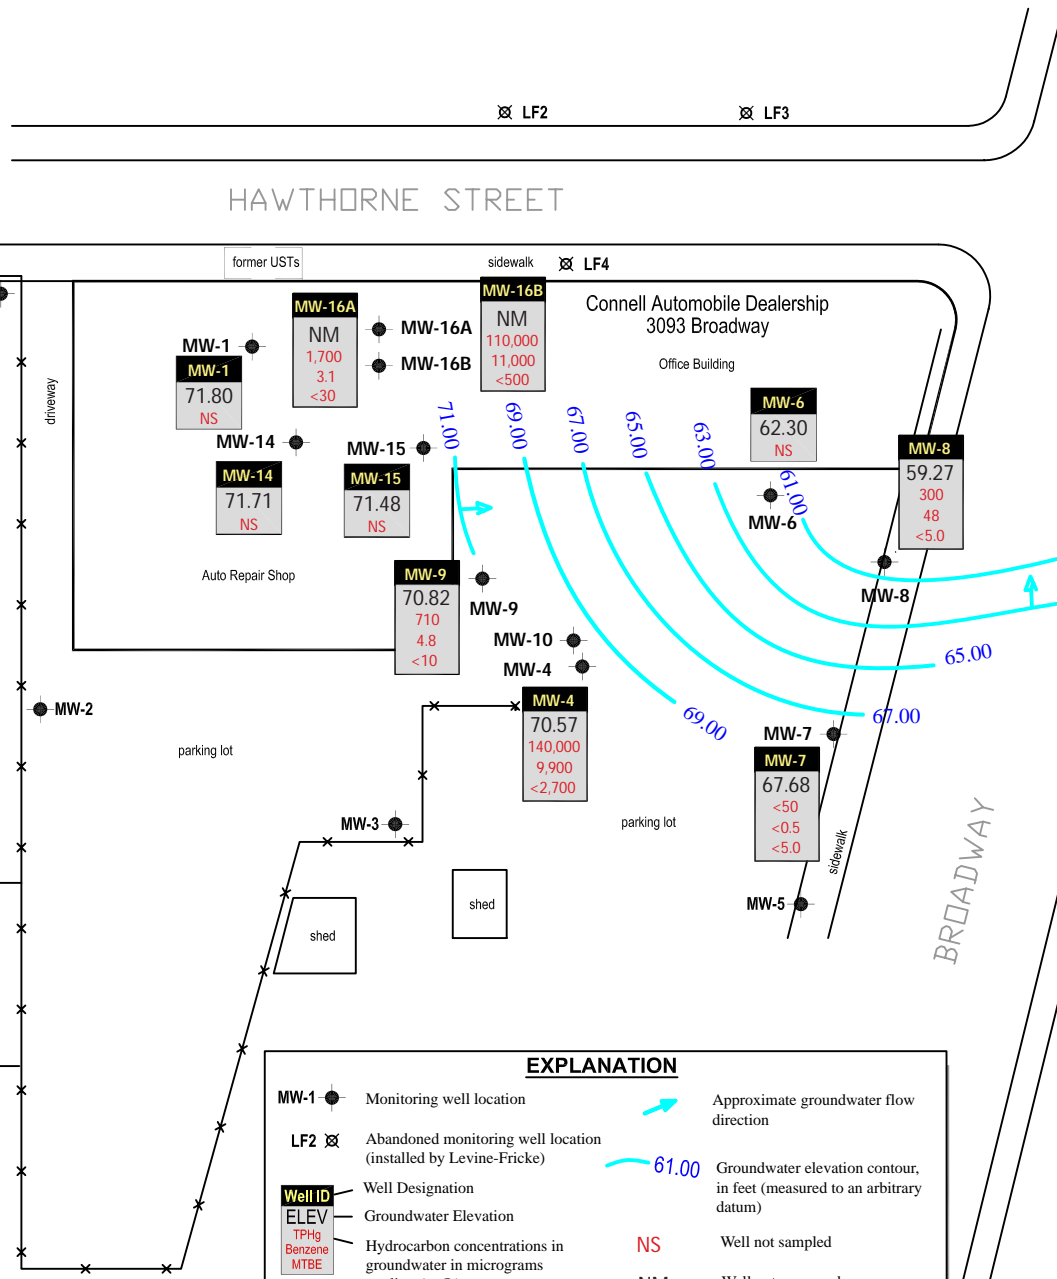 LF2
LF3
HAWTHORNE STREET
former USTs
sidewalk
LF4
MW-16A
NM
1,700
3.1
<30
MW-16A
MW-16B
MW-16B
NM
110,000
11,000
<500
Connell Automobile Dealership
3093 Broadway
Office Building
MW-1
MW-1
71.80
NS
driveway
MW-14
MW-14
71.71
NS
MW-15
MW-15
71.48
NS
71.00
69.00
67.00
65.00
63.00
61.00
MW-6
62.30
NS
MW-6
MW-8
59.27
300
48
<5.0
MW-8
Auto Repair Shop
MW-9
70.82
710
4.8
<10
MW-9
MW-10
MW-4
MW-4
70.57
140,000
9,900
<2,700
65.00
67.00
69.00
MW-2
parking lot
MW-7
MW-7
67.68
<50
<0.5
<5.0
MW-3
parking lot
sidewalk
BROADWAY
MW-5
shed
shed
EXPLANATION
MW-1
Monitoring well location
Approximate groundwater flow
direction
LF2
Abandoned monitoring well location
(installed by Levine-Fricke)
61.00
Groundwater elevation contour,
in feet (measured to an arbitrary
datum)
Well ID
Well Designation
ELEV
Groundwater Elevation
TPHg
Benzene
MTBE
Hydrocarbon concentrations in
groundwater in micrograms
NS
Well not sampled